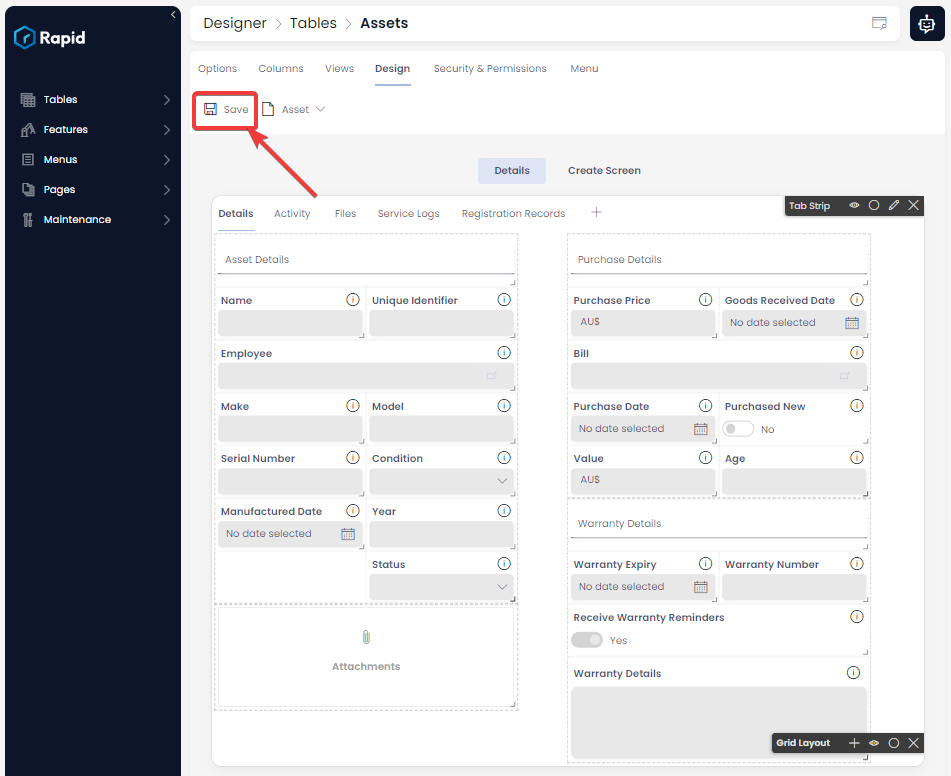 Rapid
Tables
Features
Menus
Pages
Maintenance
Designer > Tables > Assets
Options Columns Views Design Security & Permissions Menu
Save Asset
Details Create Screen
Details Activity Files Service Logs Registration Records +
Tab Strip
Asset Details
Name Unique Identifier
Employee
Make Model
Serial Number Condition
Manufactured Date Year
No date selected
Status
Attachments
Purchase Details
Purchase Price Goods Received Date
AU$ No date selected
Bill
Purchase Date Purchased New
No date selected No
Value Age
AU$
Warranty Details
Warranty Expiry Warranty Number
No date selected
Receive Warranty Reminders
Yes
Warranty Details
Grid Layout